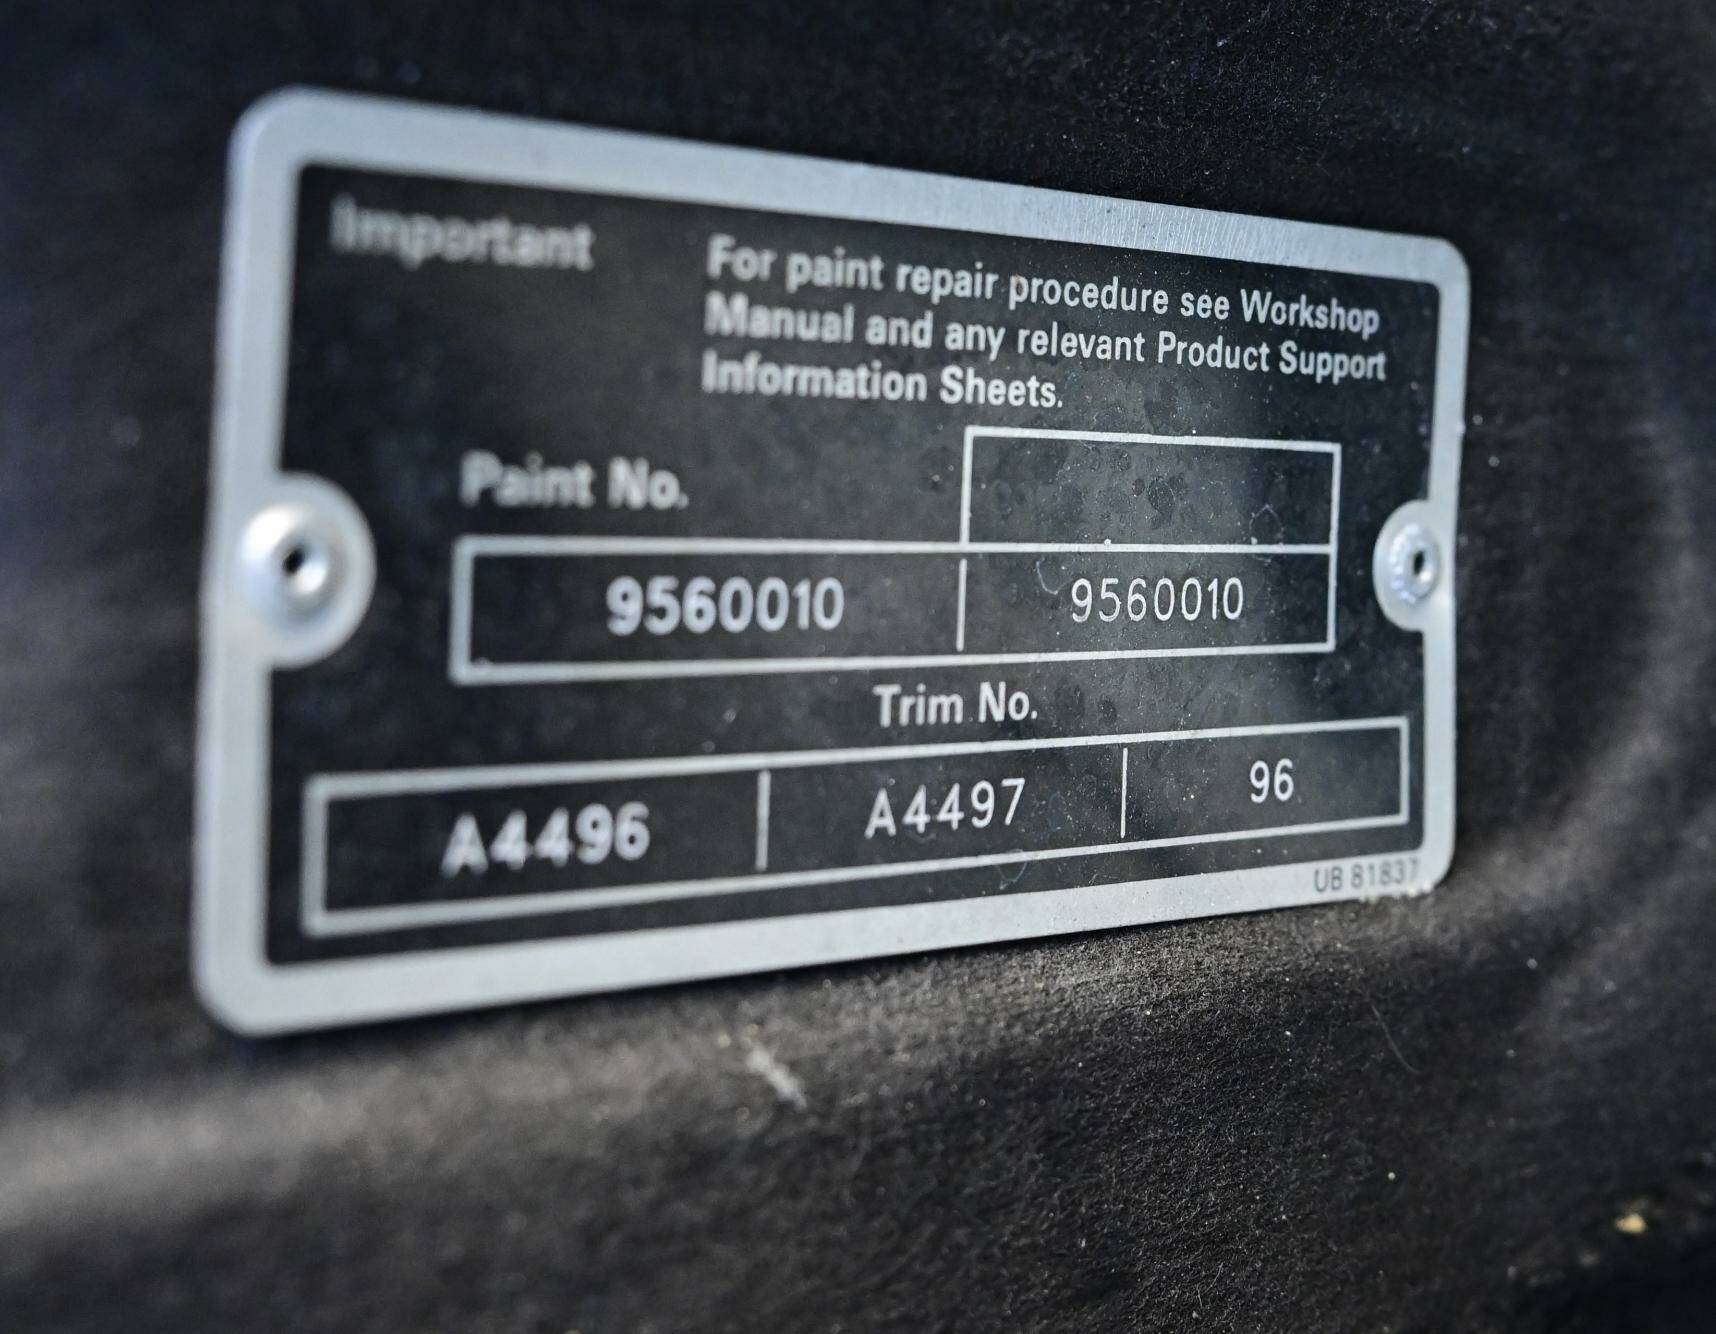 Important
For paint repair procedure see Workshop
Manual and any relevant Product Support
Information Sheets.
Paint No.
9560010 9560010
Trim No.
A4496 A4497 96
UB 81837